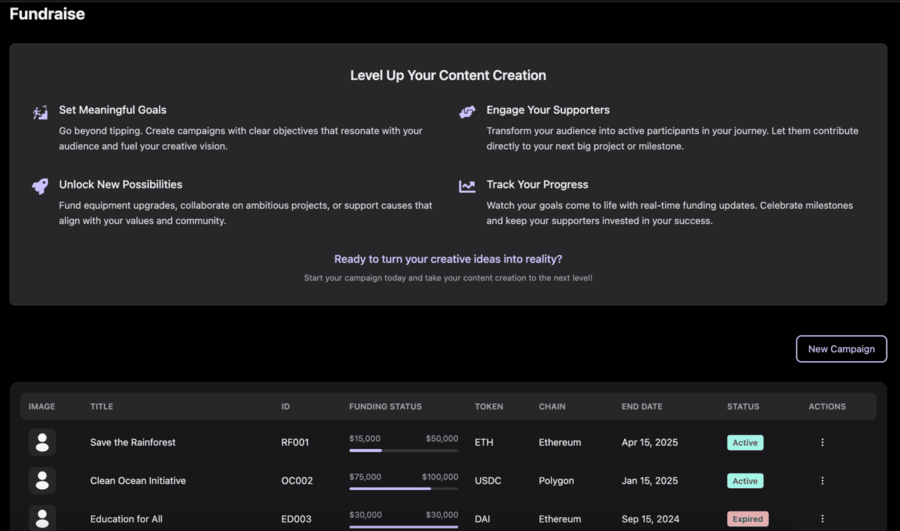 Fundraise
Level Up Your Content Creation
Set Meaningful Goals
Go beyond tipping. Create campaigns with clear objectives that resonate with your
audience and fuel your creative vision.
Engage Your Supporters
Transform your audience into active participants in your journey. Let them contribute
directly to your next big project or milestone.
Unlock New Possibilities
Fund equipment upgrades, collaborate on ambitious projects, or support causes that
align with your values and community.
Track Your Progress
Watch your goals come to life with real-time funding updates. Celebrate milestones
and keep your supporters invested in your success.
Ready to turn your creative ideas into reality?
Start your campaign today and take your content creation to the next level!
New Campaign
IMAGE TITLE ID FUNDING STATUS TOKEN CHAIN END DATE STATUS ACTIONS
Save the Rainforest RF001 $15,000 $50,000 ETH Ethereum Apr 15, 2025 Active
Clean Ocean Initiative OC002 $75,000 $100,000 USDC Polygon Jan 15, 2025 Active
Education for All ED003 $30,000 $30,000 DAI Ethereum Sep 15, 2024 Expired